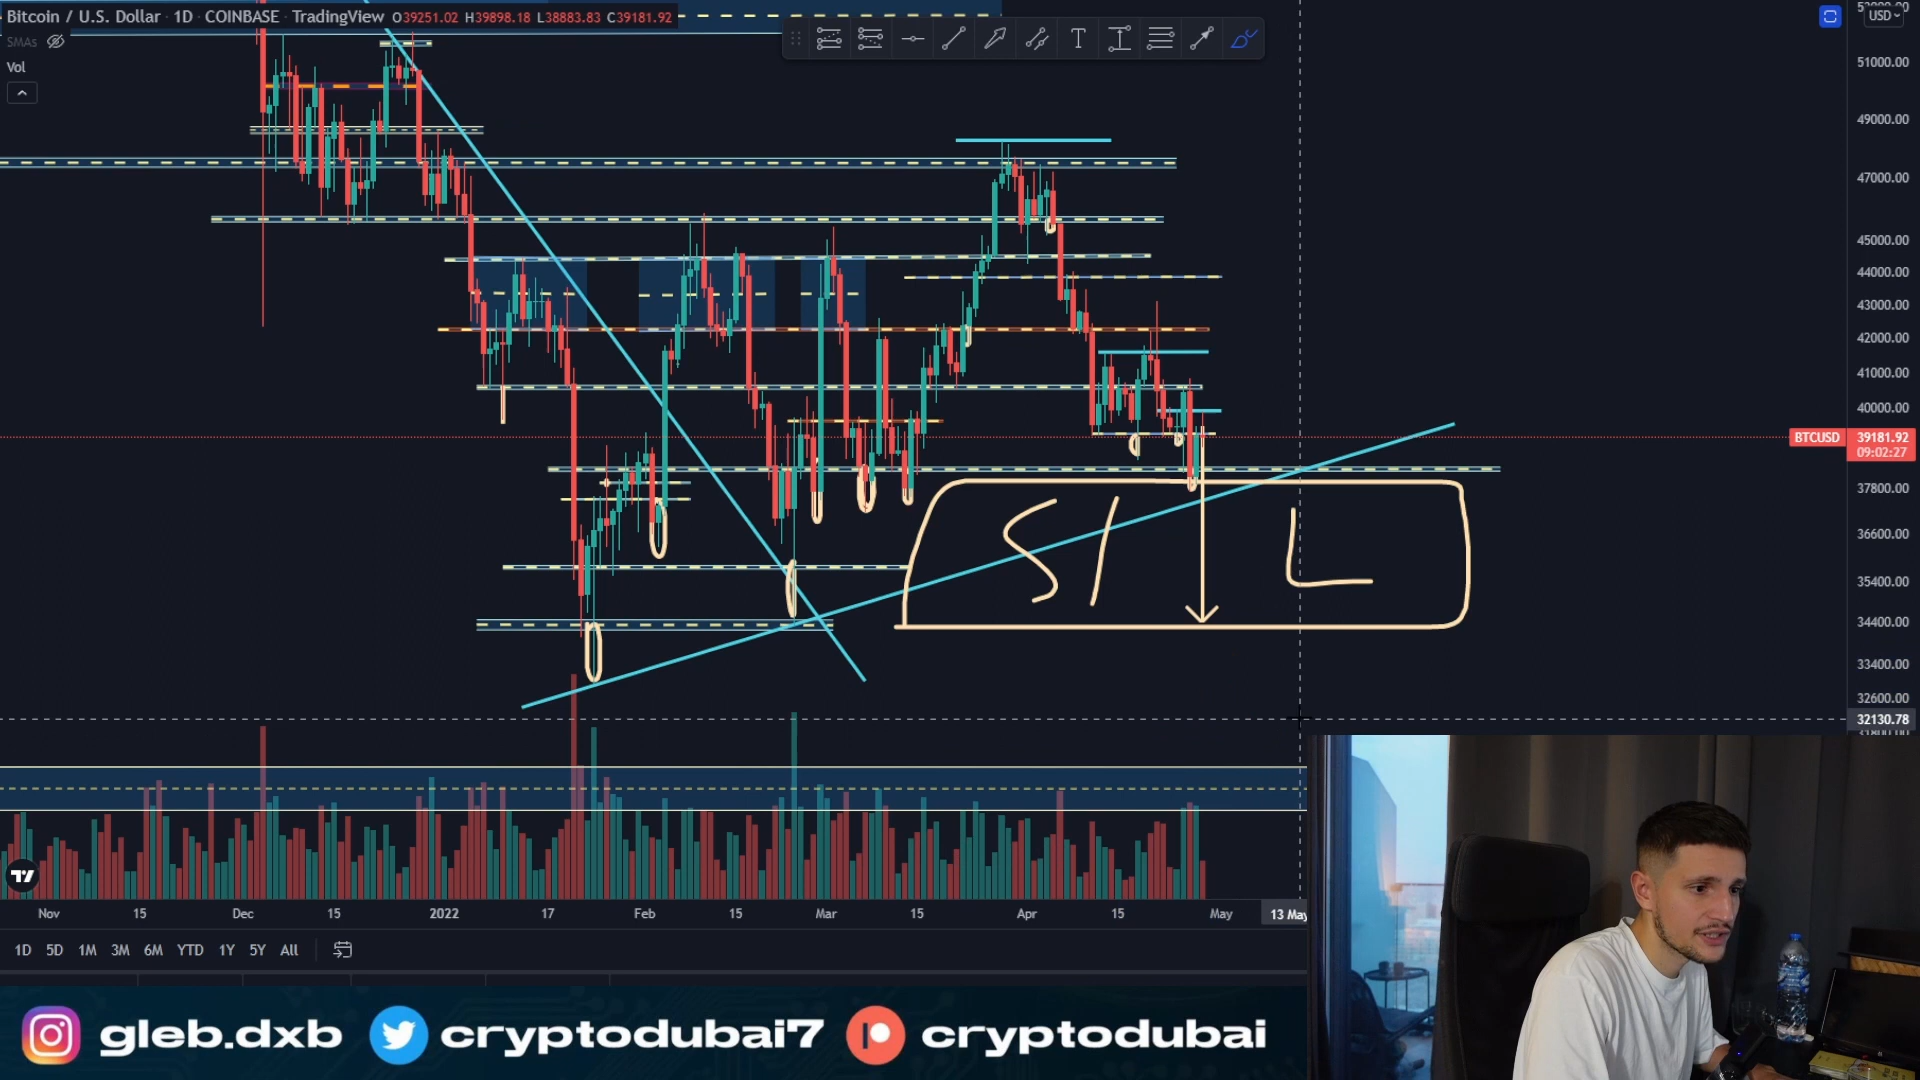 Bitcoin / U.S. Dollar · 1D · COINBASE · TradingView O39251.02 H39898.18 L38883.83 C39181.92
SMAs
Vol
USD
51000.00
49000.00
47000.00
45000.00
44000.00
43000.00
42000.00
41000.00
40000.00
BTCUSD 39181.92
09:02:27
37800.00
36600.00
35400.00
34400.00
33400.00
32600.00
32130.78
S/ L
Nov 15 Dec 15 2022 17 Feb 15 Mar 15 Apr 15 May 13 May
1D 5D 1M 3M 6M YTD 1Y 5Y All
gleb.dxb cryptodubai7 cryptodubai